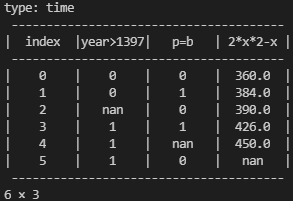 type: time
----------------------------------------
|  index  |year>1397|   p=b   | 2*x*2-x |
----------------------------------------
|    0    |    0    |    0    |  360.0  |
|    1    |    0    |    1    |  384.0  |
|    2    |   nan   |    0    |  390.0  |
|    3    |    1    |    1    |  426.0  |
|    4    |    1    |   nan   |  450.0  |
|    5    |    1    |    0    |   nan   |
----------------------------------------
6 × 3